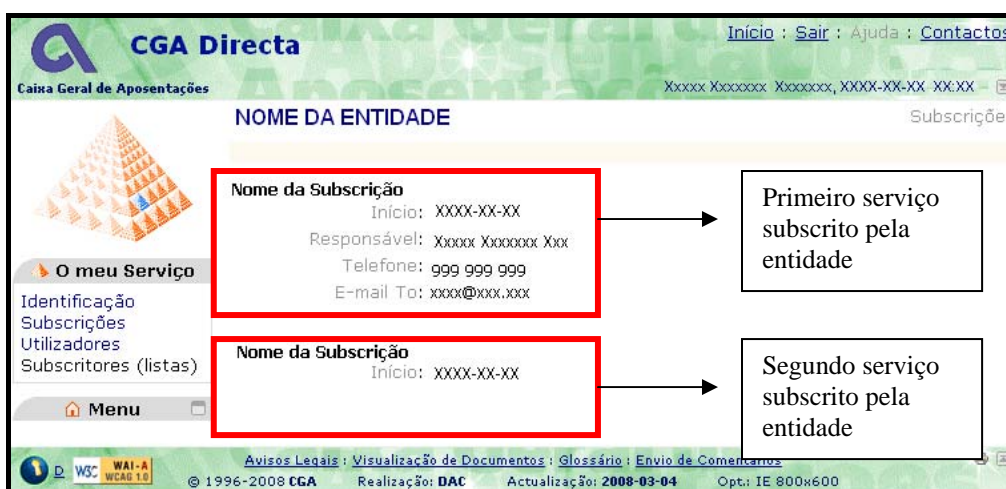 CGA Directa
Caixa Geral de Aposentações
Início : Sair : Ajuda : Contactos
Xxxxx Xxxxxxx Xxxxxxx, XXXX-XX-XX XX:XX
NOME DA ENTIDADE
Subscriçõe
Nome da Subscrição
Início: XXXX-XX-XX
Responsável: Xxxxx Xxxxxxx Xxx
Telefone: 999 999 999
E-mail To: xxxx@xxx.xxx
Primeiro serviço
subscrito pela
entidade
O meu Serviço
Identificação
Subscrições
Utilizadores
Subscritores (listas)
Nome da Subscrição
Início: XXXX-XX-XX
Segundo serviço
subscrito pela
entidade
Menu
D W3C WAI-A WCAG 1.0
Avisos Legais : Visualização de Documentos : Glossário : Envio de Comentários
© 1996-2008 CGA Realização: DAC Actualização: 2008-03-04 Opt.: IE 800x600